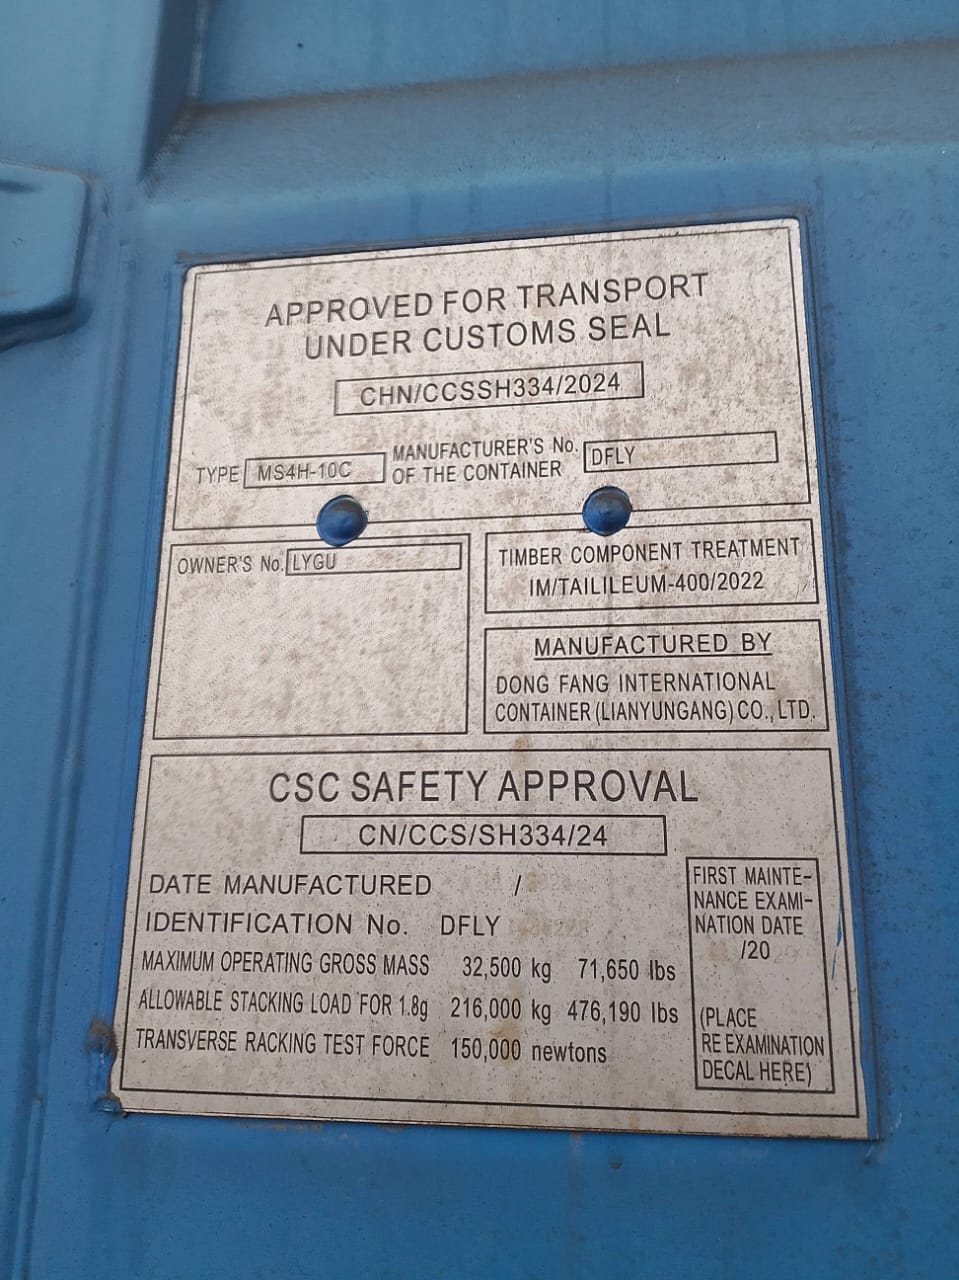 APPROVED FOR TRANSPORT
UNDER CUSTOMS SEAL
CHN/CCSSH334/2024
TYPE MS4H-10C
MANUFACTURER'S No.
OF THE CONTAINER
DFLY
OWNER'S No. LYGU
TIMBER COMPONENT TREATMENT
IM/TAILILEUM-400/2022
MANUFACTURED BY
DONG FANG INTERNATIONAL
CONTAINER (LIANYUNGANG) CO., LTD.
CSC SAFETY APPROVAL
CN/CCS/SH334/24
DATE MANUFACTURED /
IDENTIFICATION No. DFLY
MAXIMUM OPERATING GROSS MASS 32,500 kg 71,650 lbs
ALLOWABLE STACKING LOAD FOR 1.8g 216,000 kg 476,190 lbs
TRANSVERSE RACKING TEST FORCE 150,000 newtons
FIRST MAINTE-
NANCE EXAMI-
NATION DATE
/20
(PLACE
RE EXAMINATION
DECAL HERE)